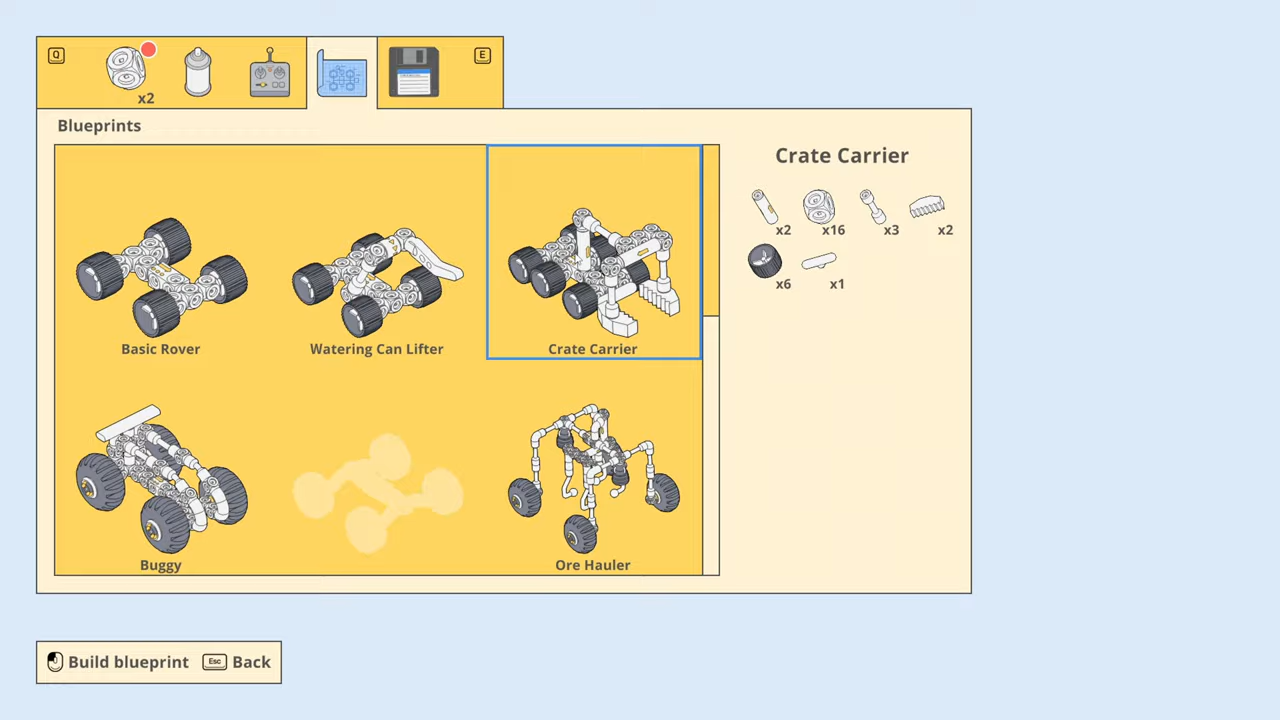 Q
E
x2
Blueprints
Crate Carrier
x2
x16
x3
x2
x6
x1
Basic Rover
Watering Can Lifter
Crate Carrier
Buggy
Ore Hauler
Build blueprint
Esc
Back